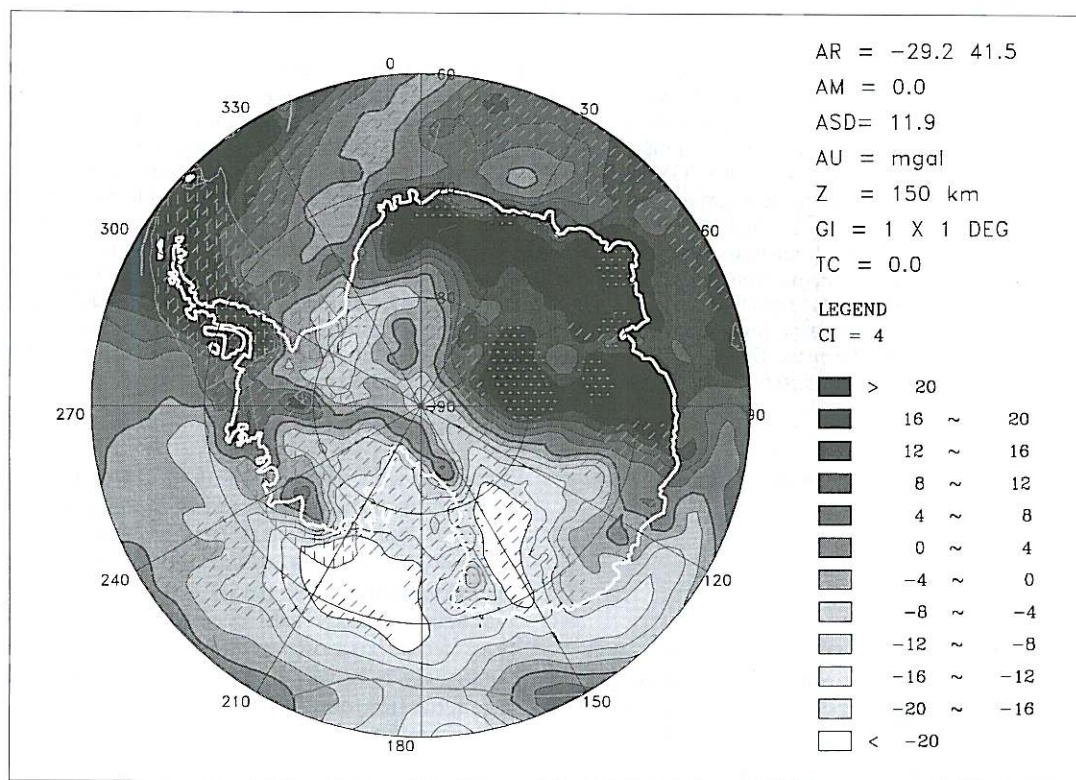 AR = -29.2 41.5
AM = 0.0
ASD= 11.9
AU = mgal
Z = 150 km
GI = 1 X 1 DEG
TC = 0.0
LEGEND
CI = 4
> 20
16 ~ 20
12 ~ 16
8 ~ 12
4 ~ 8
0 ~ 4
-4 ~ 0
-8 ~ -4
-12 ~ -8
-16 ~ -12
-20 ~ -16
< -20
0
330
30
60
300
60
80
270
-90
90
240
120
210
150
180